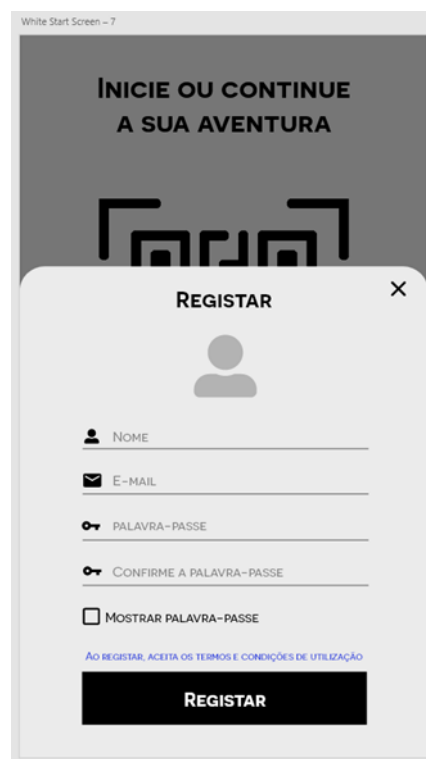 White Start Screen – 7
Inicie ou continue
a sua aventura
Registar
Nome
E-mail
palavra-passe
Confirme a palavra-passe
Mostrar palavra-passe
Ao registar, aceita os termos e condições de utilização
Registar